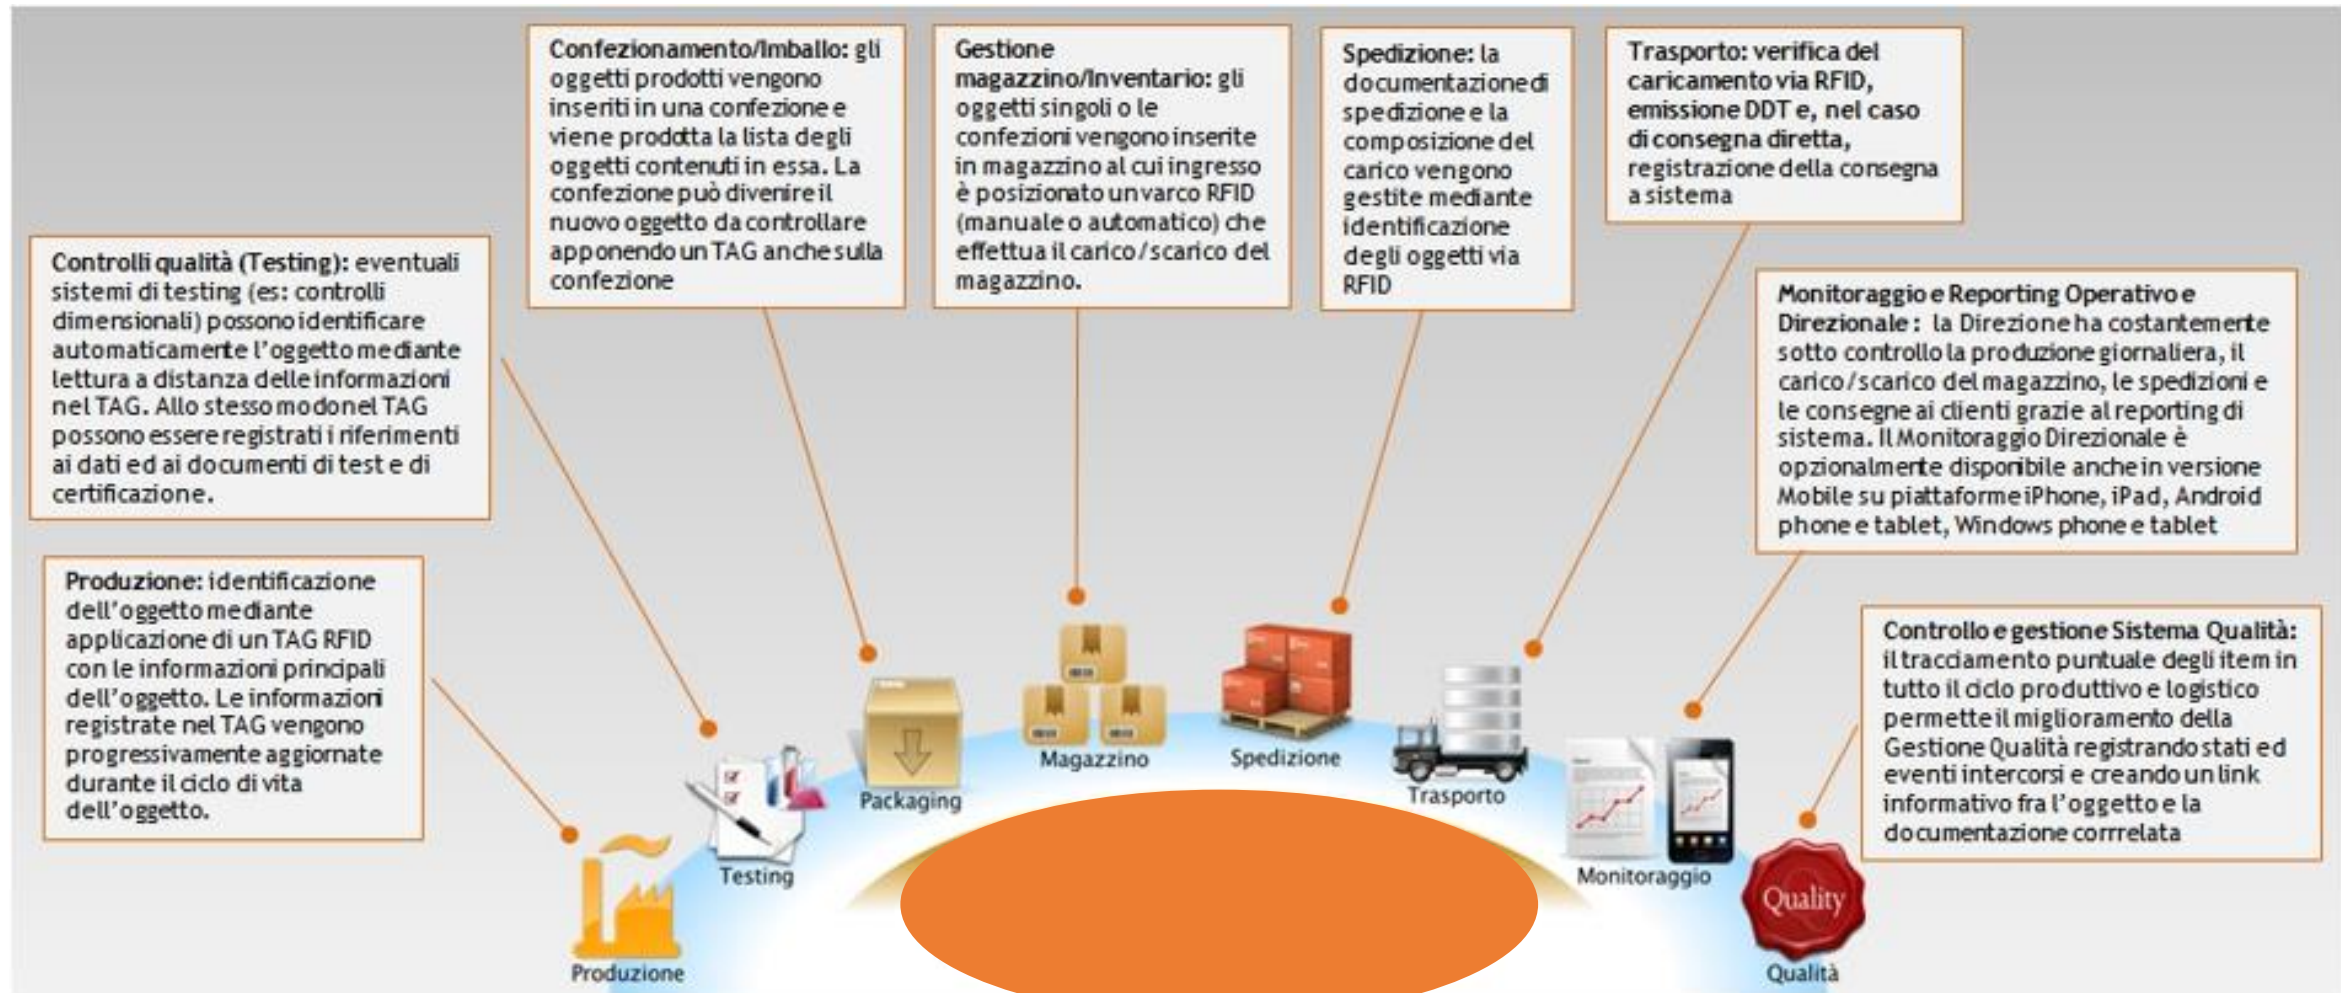 Confezionamento/Imballo: gli
oggetti prodotti vengono
inseriti in una confezione e
viene prodotta la lista degli
oggetti contenuti in essa. La
confezione può divenire il
nuovo oggetto da controllare
apponendo un TAG anche sulla
confezione
Gestione
magazzino/Inventario: gli
oggetti singoli o le
confezioni vengono inserite
in magazzino al cui ingresso
è posizionato un varco RFID
(manuale o automatico) che
effettua il carico/scarico del
magazzino.
Spedizione: la
documentazione di
spedizione e la
composizione del
carico vengono
gestite mediante
identificazione
degli oggetti via
RFID
Trasporto: verifica del
caricamento via RFID,
emissione DDT e, nel caso
di consegna diretta,
registrazione della consegna
a sistema
Controlli qualità (Testing): eventuali
sistemi di testing (es: controlli
dimensionali) possono identificare
automaticamente l'oggetto mediante
lettura a distanza delle informazioni
nel TAG. Allo stesso modo nel TAG
possono essere registrati i riferimenti
ai dati ed ai documenti di test e di
certificazione.
Monitoraggio e Reporting Operativo e
Direzionale: la Direzione ha costantemente
sotto controllo la produzione giornaliera, il
carico/scarico del magazzino, le spedizioni e
le consegne ai clienti grazie al reporting di
sistema. Il Monitoraggio Direzionale è
opzionalmente disponibile anche in versione
Mobile su piattaforme iPhone, iPad, Android
phone e tablet, Windows phone e tablet
Produzione: identificazione
dell'oggetto mediante
applicazione di un TAG RFID
con le informazioni principali
dell'oggetto. Le informazioni
registrate nel TAG vengono
progressivamente aggiornate
durante il ciclo di vita
dell'oggetto.
Controllo e gestione Sistema Qualità:
il tracciamento puntuale degli item in
tutto il ciclo produttivo e logistico
permette il miglioramento della
Gestione Qualità registrando stati ed
eventi intercorsi e creando un link
informativo fra l'oggetto e la
documentazione corrrelata
Produzione
Testing
Packaging
Magazzino
Spedizione
Trasporto
Monitoraggio
Quality
Qualità